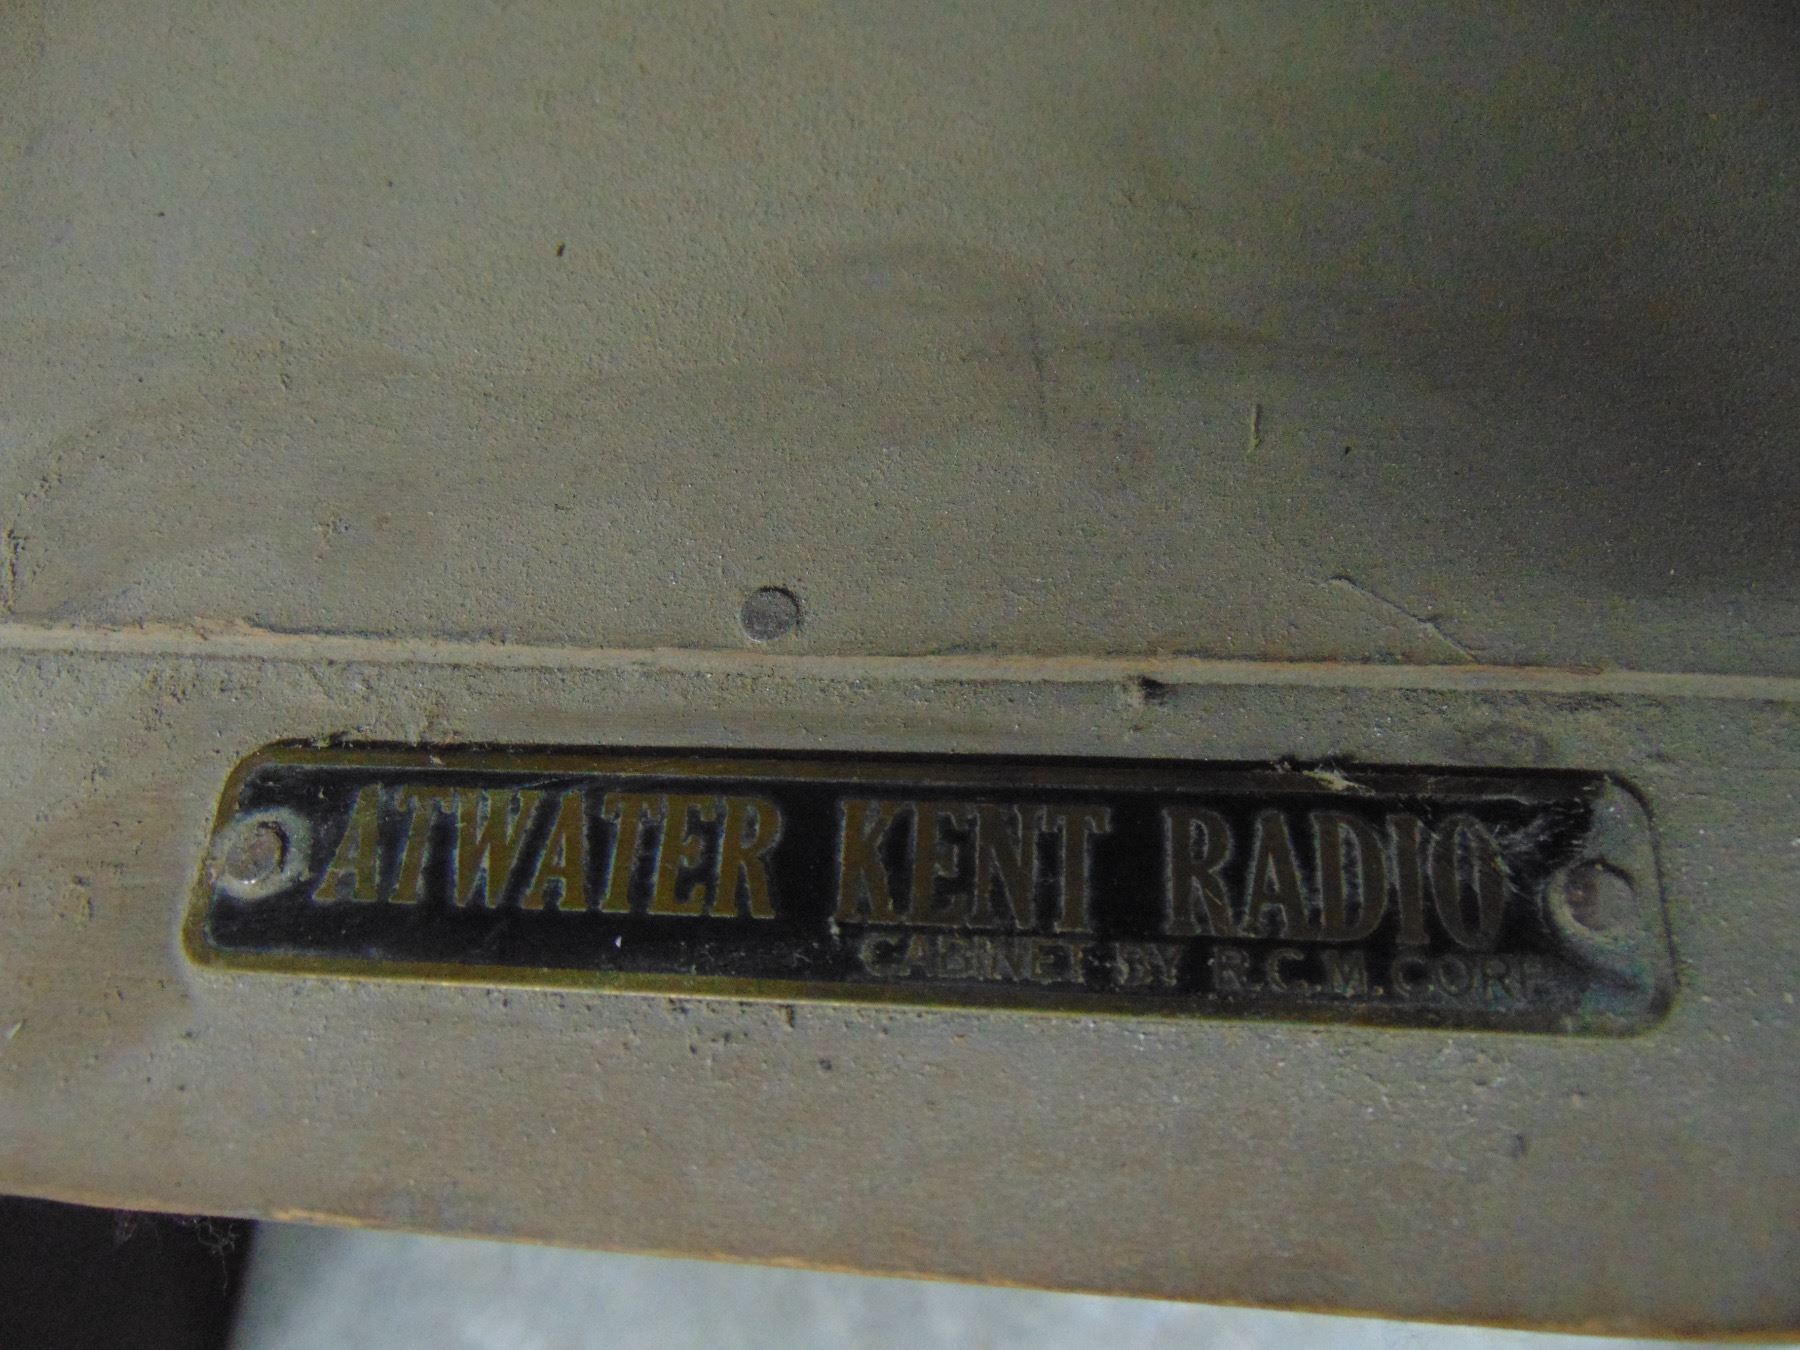 ATWATER KENT RADIO
CABINET BY R.C.M. CORP.